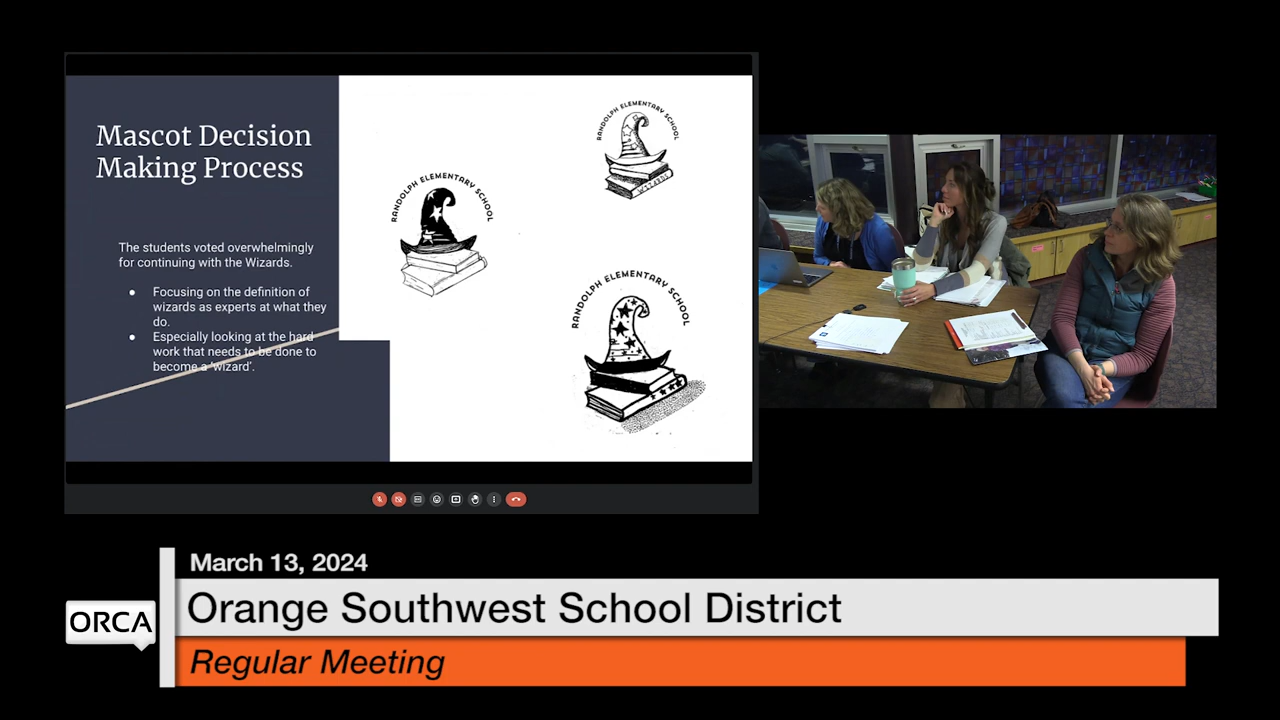 Mascot Decision
Making Process
The students voted overwhelmingly
for continuing with the Wizards.
● Focusing on the definition of
wizards as experts at what they
do.
● Especially looking at the hard
work that needs to be done to
become a 'wizard'.
RANDOLPH ELEMENTARY SCHOOL
RANDOLPH ELEMENTARY SCHOOL
WIZARDS
RANDOLPH ELEMENTARY SCHOOL
March 13, 2024
ORCA
Orange Southwest School District
Regular Meeting